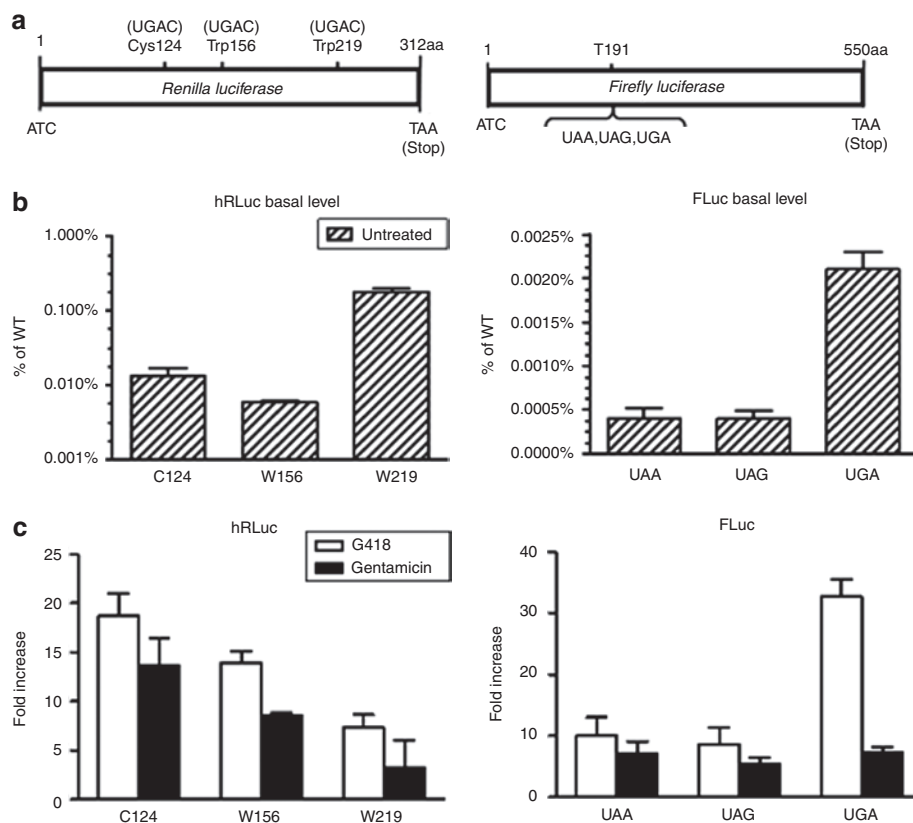 a
(UGAC) (UGAC) (UGAC)
1 Cys124 Trp156 Trp219 312aa
Renilla luciferase
ATC TAA
(Stop)
1 T191 550aa
Firefly luciferase
ATC UAA,UAG,UGA TAA
(Stop)
b
hRLuc basal level
Untreated
% of WT
1.000%
0.100%
0.010%
0.001%
C124 W156 W219
FLuc basal level
% of WT
0.0025%
0.0020%
0.0015%
0.0010%
0.0005%
0.0000%
UAA UAG UGA
c
hRLuc
G418
Gentamicin
Fold increase
25
20
15
10
5
0
C124 W156 W219
FLuc
Fold increase
40
30
20
10
0
UAA UAG UGA